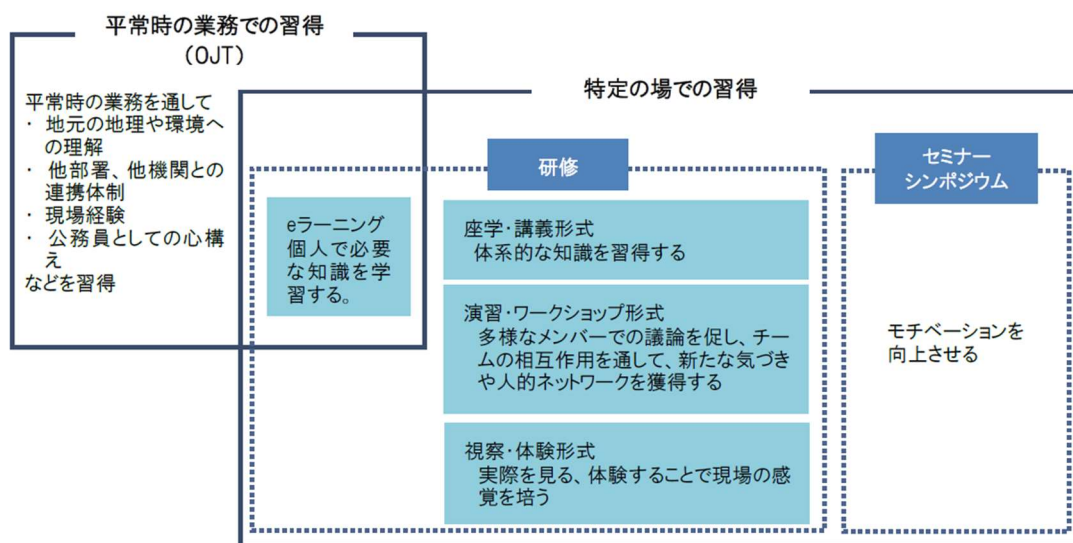 平常時の業務での習得
（OJT）
平常時の業務を通して
・ 地元の地理や環境へ
の理解
・ 他部署、他機関との
連携体制
・ 現場経験
・ 公務員としての心構
え
などを習得
特定の場での習得
研修
eラーニング
個人で必要
な知識を学
習する。
座学・講義形式
体系的な知識を習得する
演習・ワークショップ形式
多様なメンバーでの議論を促し、チー
ムの相互作用を通して、新たな気づき
や人的ネットワークを獲得する
視察・体験形式
実際を見る、体験することで現場の感
覚を培う
セミナー
シンポジウム
モチベーションを
向上させる